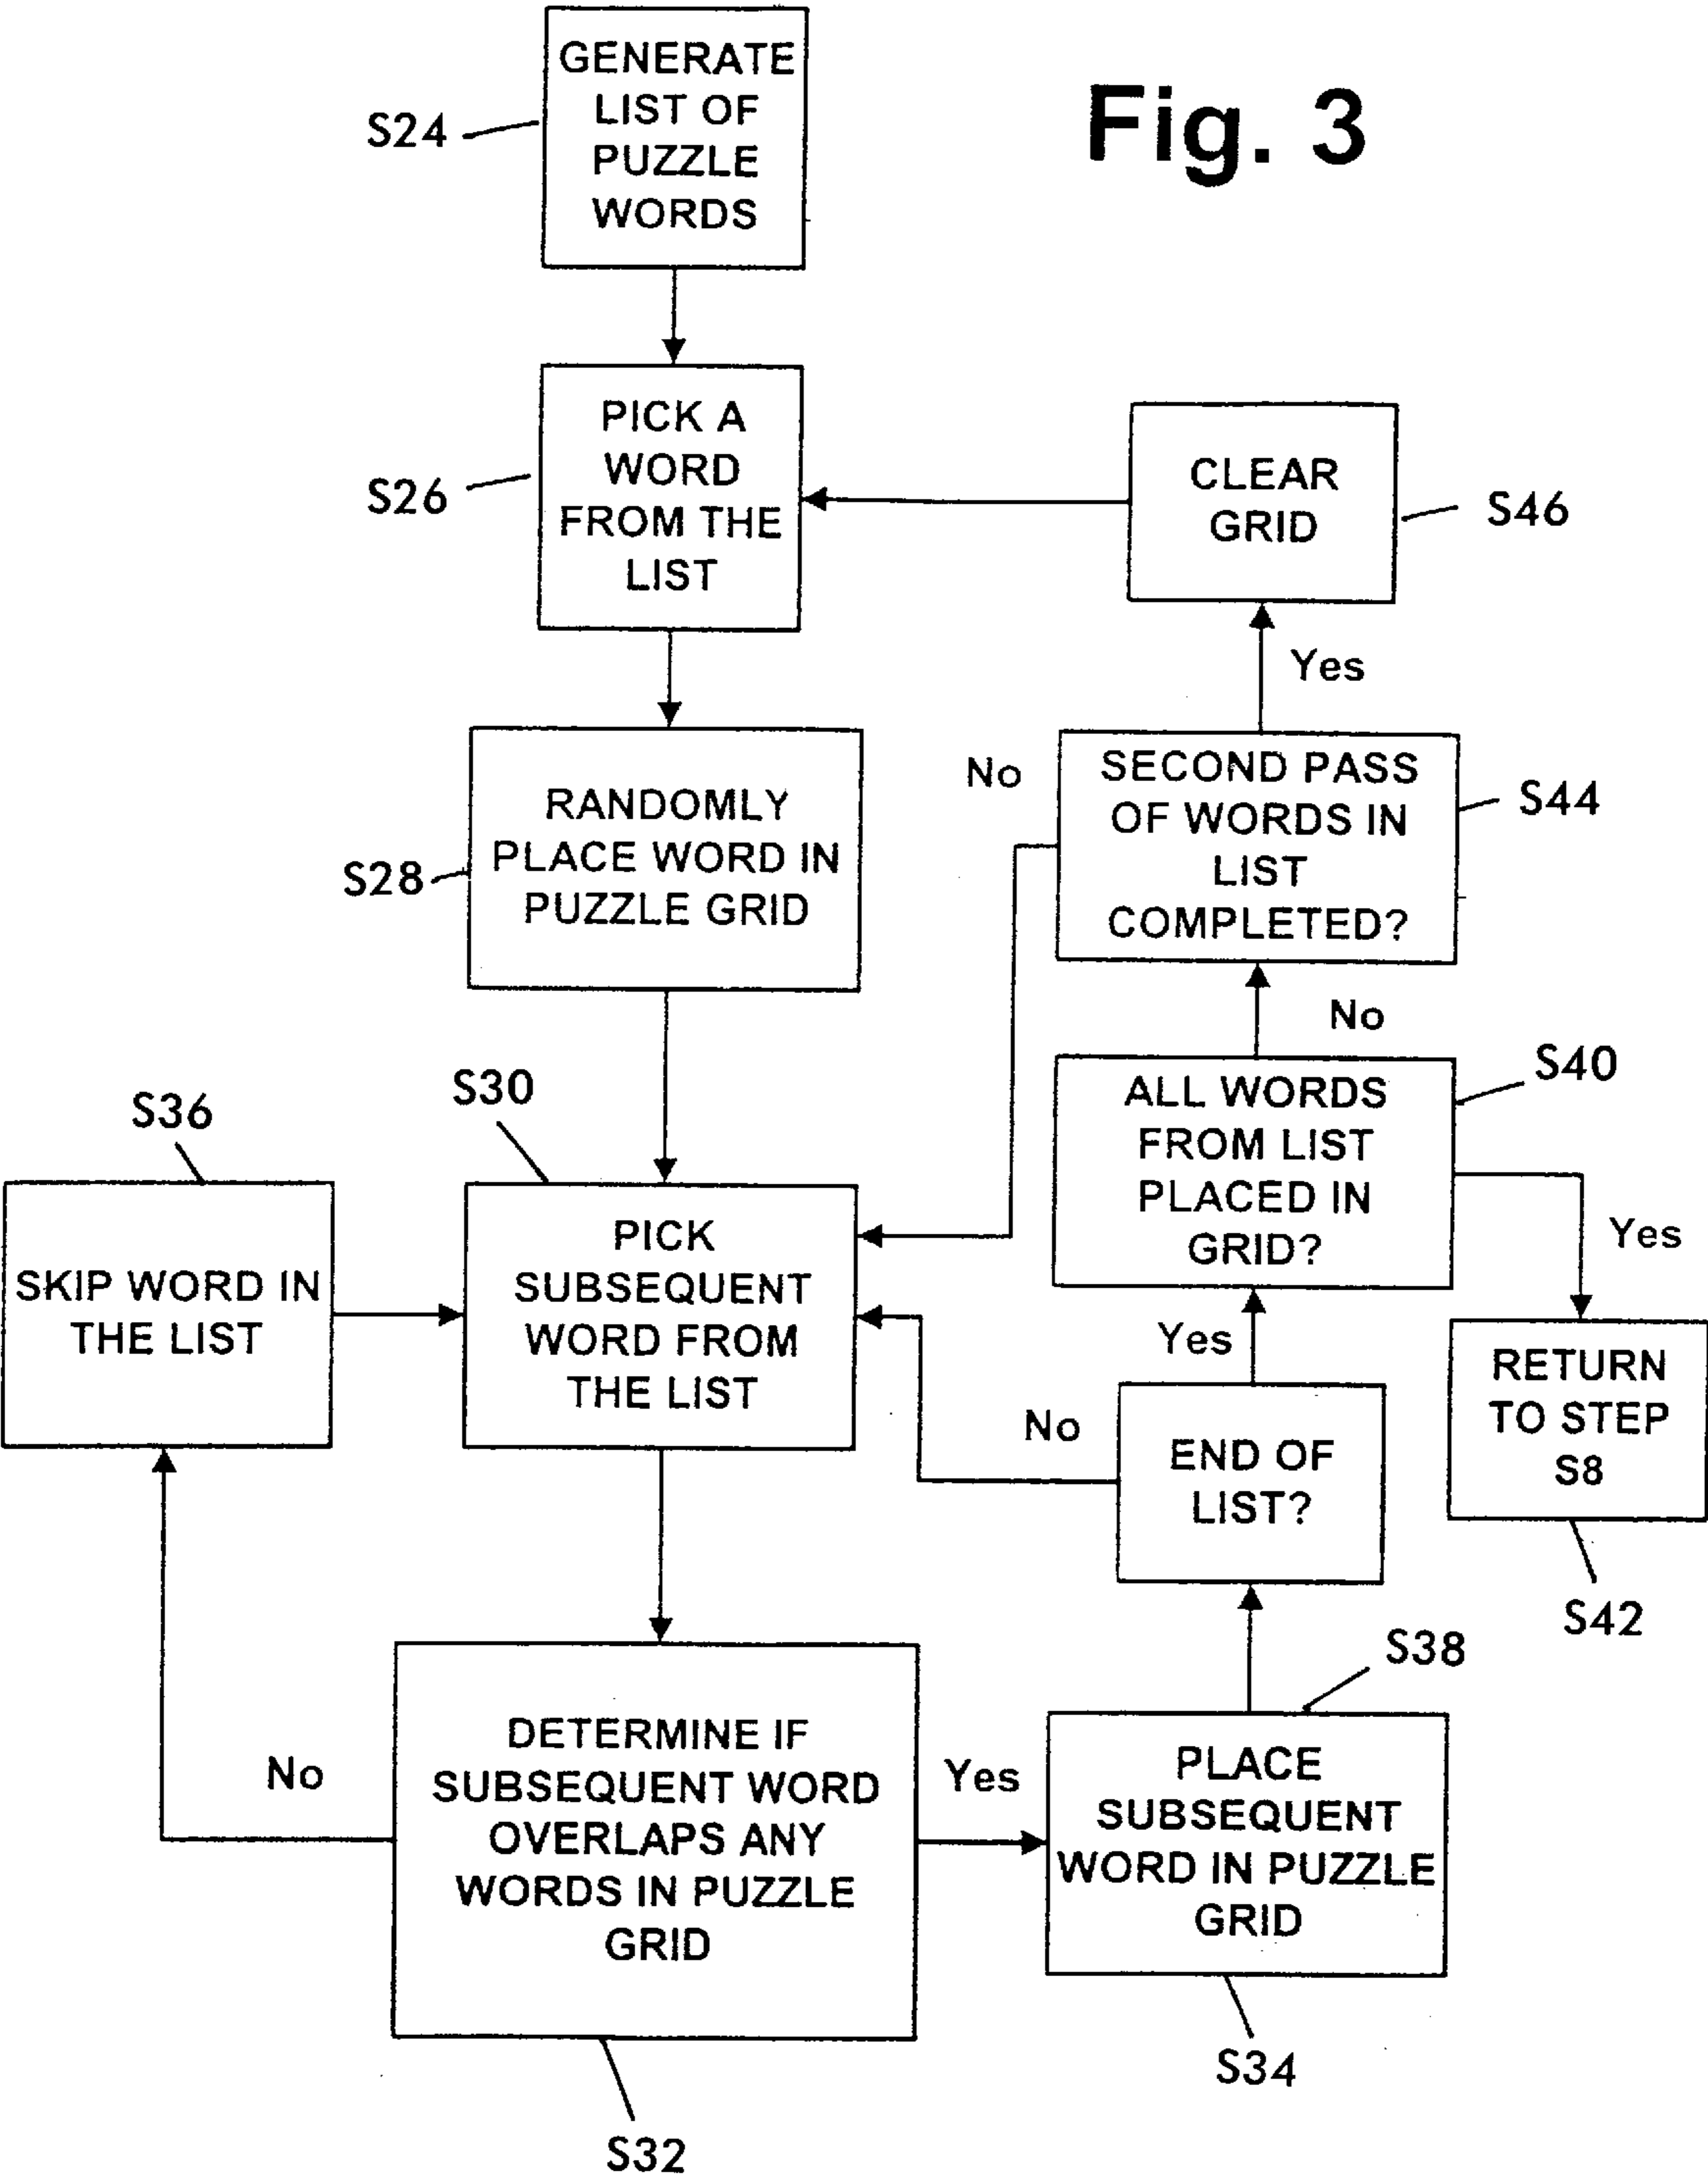 Fig. 3
S24
GENERATE
LIST OF
PUZZLE
WORDS
S26
PICK A
WORD
FROM THE
LIST
CLEAR
GRID
S46
Yes
S28
RANDOMLY
PLACE WORD IN
PUZZLE GRID
No
SECOND PASS
OF WORDS IN
LIST
COMPLETED?
S44
No
S36
S30
ALL WORDS
FROM LIST
PLACED IN
GRID?
S40
Yes
SKIP WORD IN
THE LIST
PICK
SUBSEQUENT
WORD FROM
THE LIST
Yes
No
END OF
LIST?
RETURN
TO STEP
S8
S42
S38
No
DETERMINE IF
SUBSEQUENT WORD
OVERLAPS ANY
WORDS IN PUZZLE
GRID
Yes
PLACE
SUBSEQUENT
WORD IN PUZZLE
GRID
S34
S32